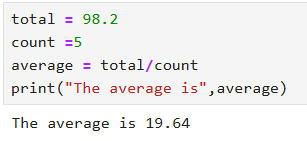 total = 98.2
count =5
average = total/count
print("The average is",average)
The average is 19.64